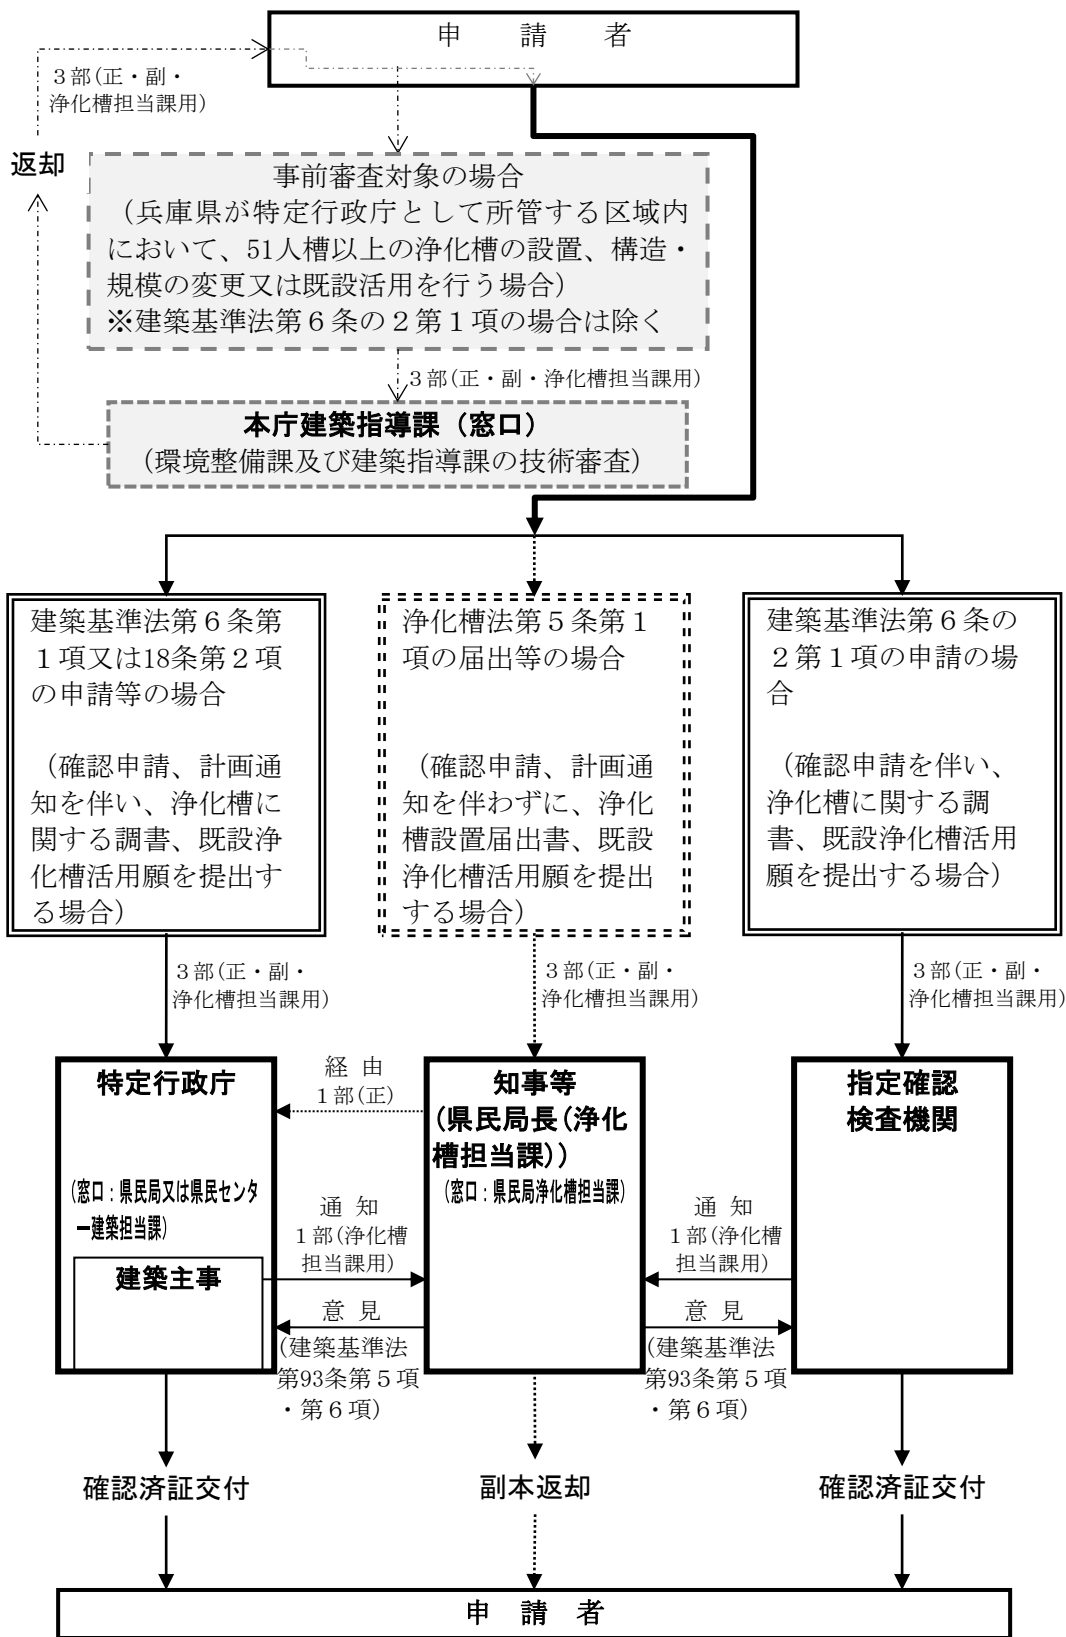 申　請　者
３部(正・副・
浄化槽担当課用)
返却
事前審査対象の場合
（兵庫県が特定行政庁として所管する区域内
において、51人槽以上の浄化槽の設置、構造・
規模の変更又は既設活用を行う場合）
※建築基準法第６条の２第１項の場合は除く
３部(正・副・浄化槽担当課用)
本庁建築指導課（窓口）
（環境整備課及び建築指導課の技術審査）
建築基準法第６条第
１項又は18条第２項
の申請等の場合
（確認申請、計画通
知を伴い、浄化槽に
関する調書、既設浄
化槽活用願を提出す
る場合）
浄化槽法第５条第１
項の届出等の場合
（確認申請、計画通
知を伴わずに、浄化
槽設置届出書、既設
浄化槽活用願を提出
する場合）
建築基準法第６条の
２第１項の申請の場
合
（確認申請を伴い、
浄化槽に関する調
書、既設浄化槽活用
願を提出する場合）
３部(正・副・
浄化槽担当課用)
３部(正・副・
浄化槽担当課用)
３部(正・副・
浄化槽担当課用)
特定行政庁
（窓口：県民局又は県民センタ
ー建築担当課）
建築主事
経 由
１部(正)
通 知
１部(浄化槽
担当課用)
意 見
(建築基準法
第93条第５項
・第６項)
知事等
(県民局長(浄化
槽担当課))
（窓口：県民局浄化槽担当課）
通 知
１部(浄化槽
担当課用)
意 見
(建築基準法
第93条第５項
・第６項)
指定確認
検査機関
確認済証交付
副本返却
確認済証交付
申　請　者